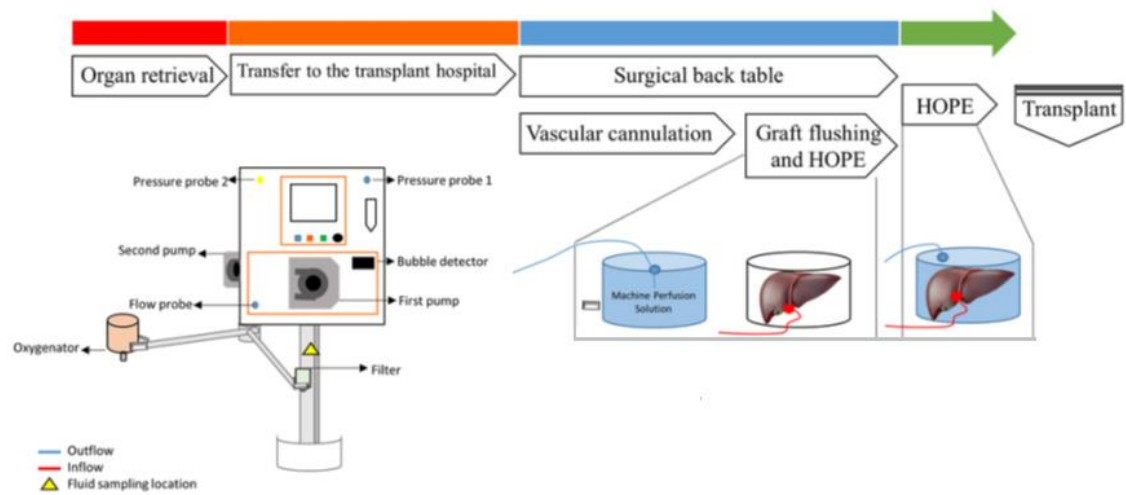 Organ retrieval
Transfer to the transplant hospital
Surgical back table
HOPE
Transplant
Vascular cannulation
Graft flushing
and HOPE
Pressure probe 2
Pressure probe 1
Second pump
Bubble detector
Flow probe
First pump
Oxygenator
Filter
Machine Perfusion
Solution
Outflow
Inflow
Fluid sampling location